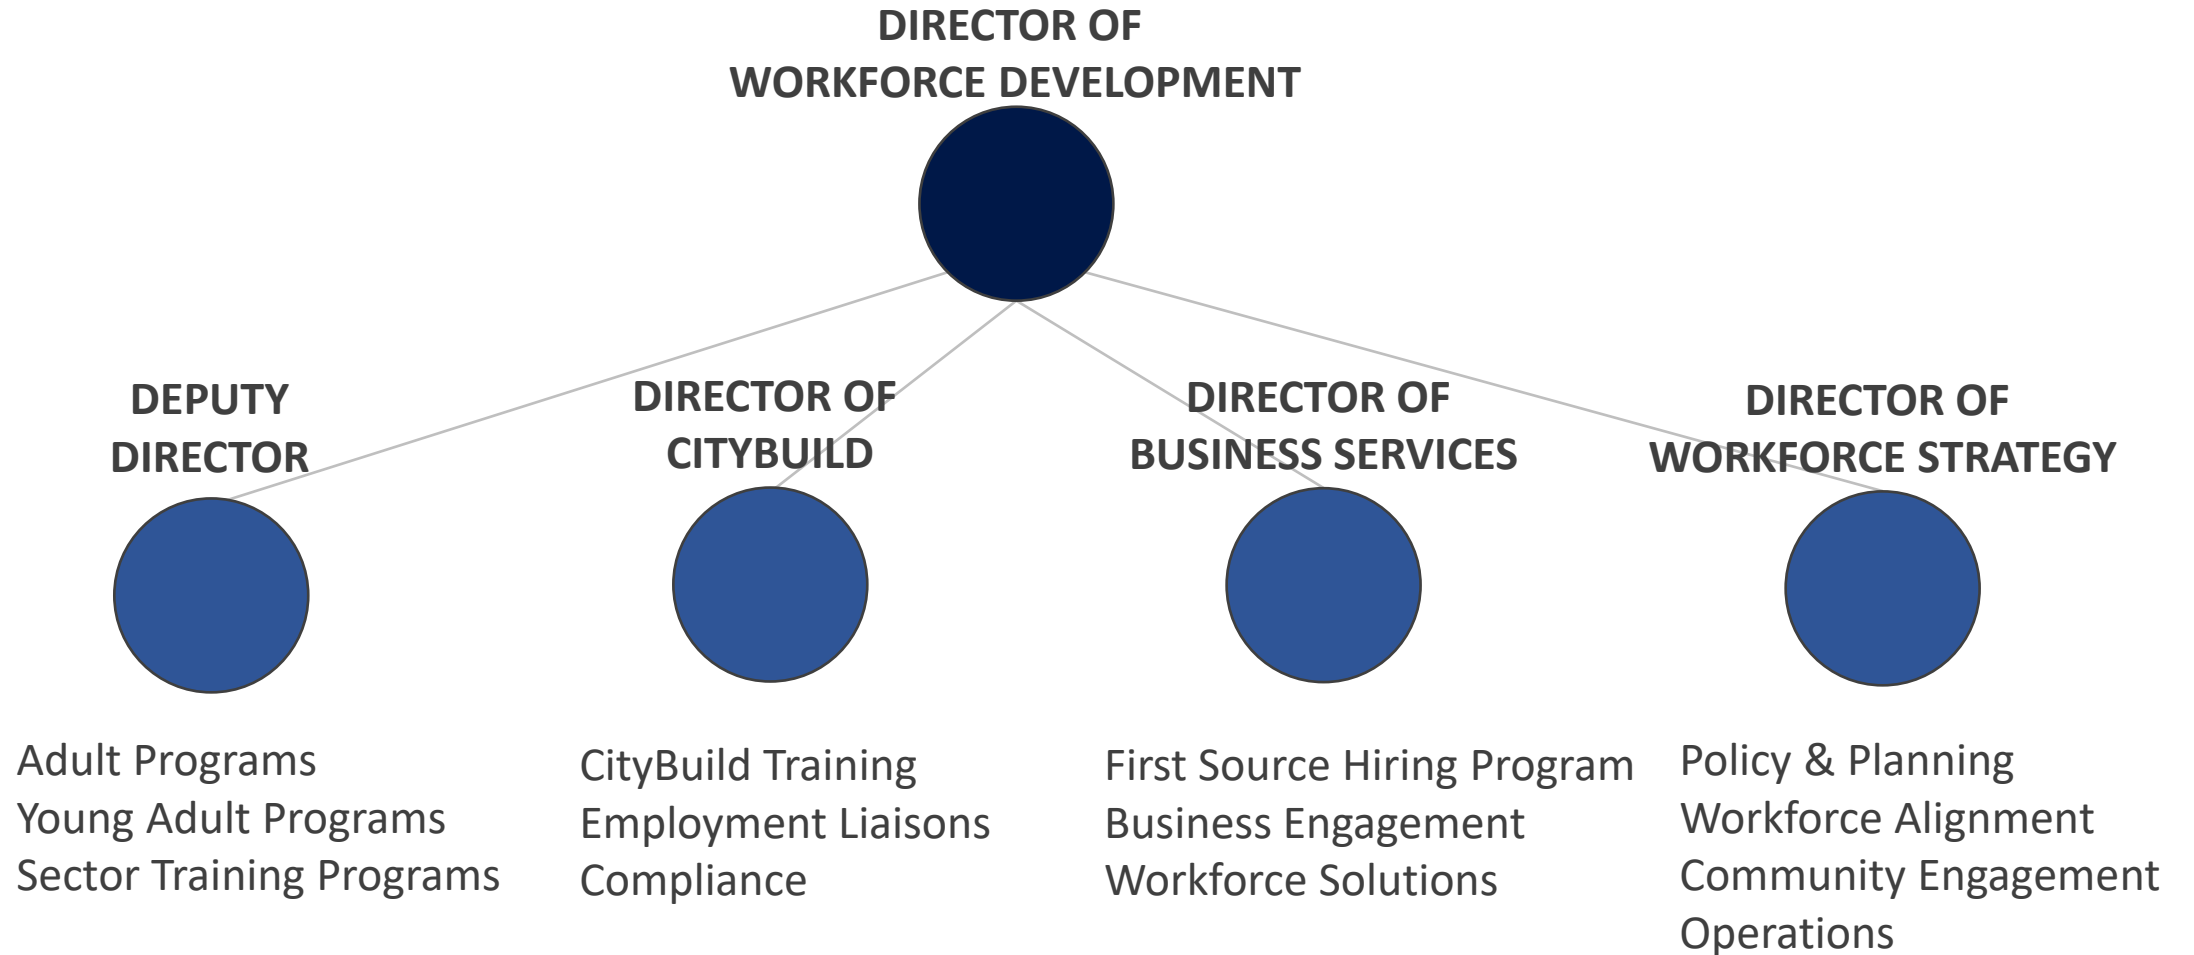 DIRECTOR OF
WORKFORCE DEVELOPMENT
DEPUTY
DIRECTOR
DIRECTOR OF
CITYBUILD
DIRECTOR OF
BUSINESS SERVICES
DIRECTOR OF
WORKFORCE STRATEGY
Adult Programs
Young Adult Programs
Sector Training Programs
CityBuild Training
Employment Liaisons
Compliance
First Source Hiring Program
Business Engagement
Workforce Solutions
Policy & Planning
Workforce Alignment
Community Engagement
Operations